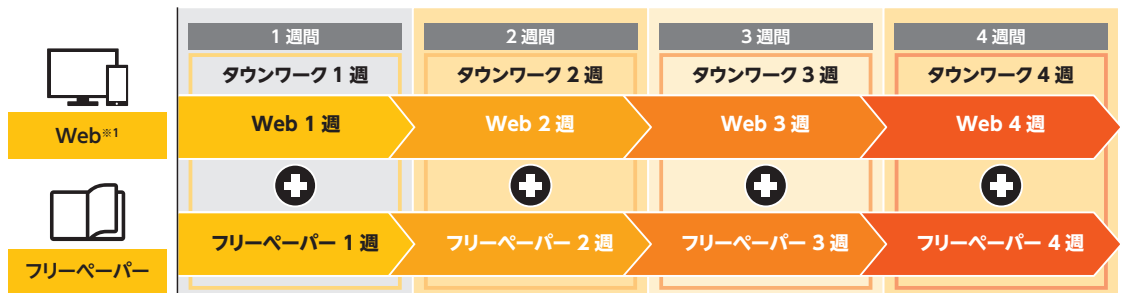 1週間
2週間
3週間
4週間
タウンワーク 1 週
タウンワーク 2 週
タウンワーク 3 週
タウンワーク 4 週
Web※1
Web 1 週
Web 2 週
Web 3 週
Web 4 週
フリーペーパー
フリーペーパー 1 週
フリーペーパー 2 週
フリーペーパー 3 週
フリーペーパー 4 週